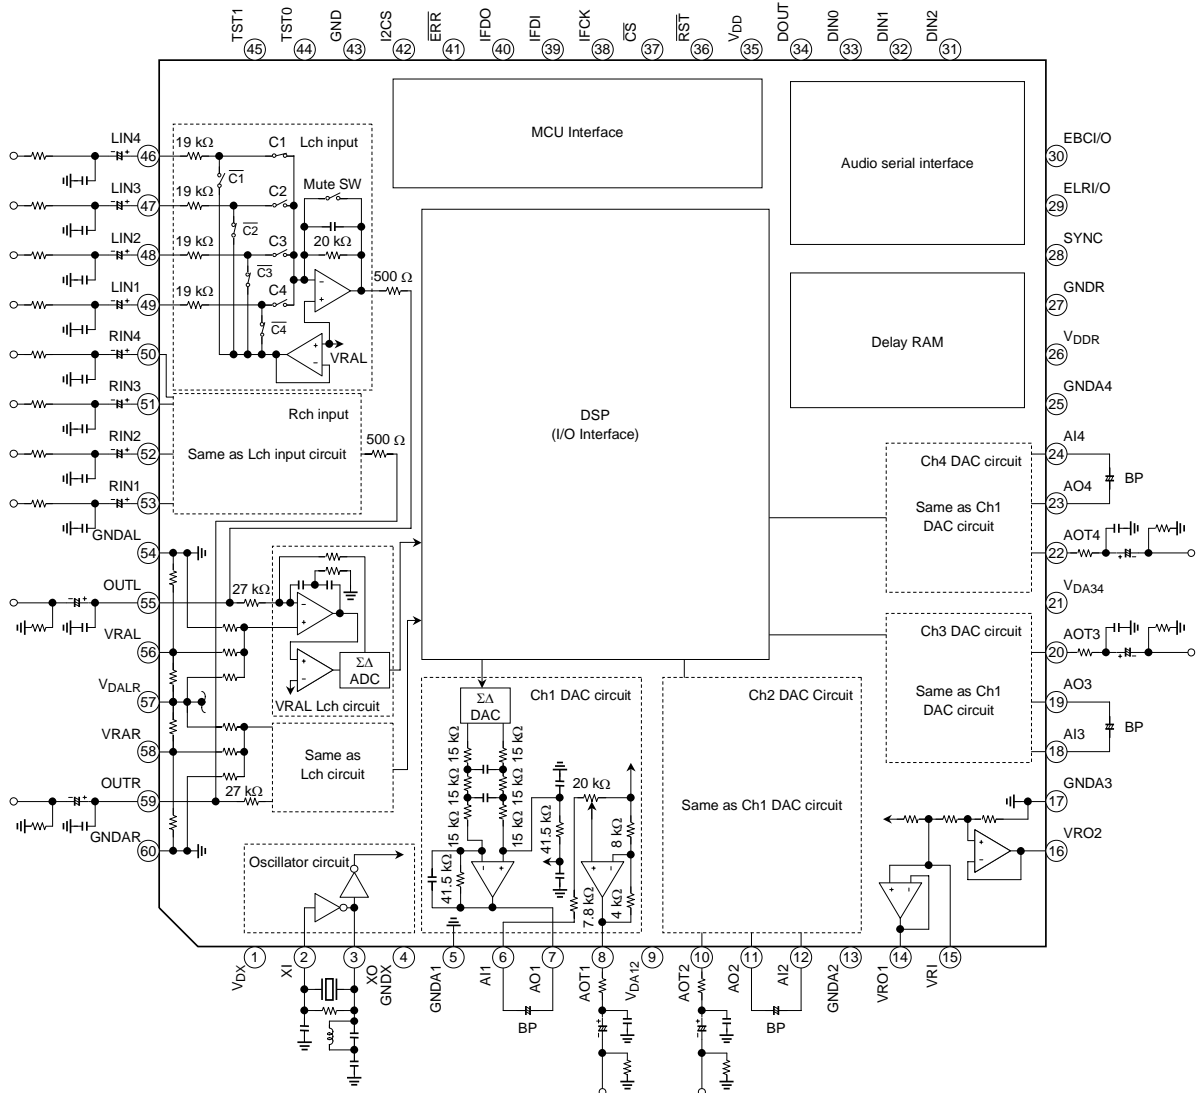 TST1
TST0
GND
I2CS
ERR
IFDO
IFDI
IFCK
CS
RST
VDD
DOUT
DIN0
DIN1
DIN2
45
44
43
42
41
40
39
38
37
36
35
34
33
32
31
LIN4
46
19 kΩ
C1
Lch input
C1
LIN3
47
19 kΩ
C2
Mute SW
C2
LIN2
48
19 kΩ
C3
20 kΩ
C3
LIN1
49
19 kΩ
C4
500 Ω
C4
VRAL
RIN4
50
RIN3
51
Rch input
RIN2
52
Same as Lch input circuit
500 Ω
RIN1
53
GNDAL
54
OUTL
55
27 kΩ
VRAL
56
ΣΔ
ADC
VRAL Lch circuit
VDALR
57
VRAR
58
Same as
Lch circuit
OUTR
59
27 kΩ
GNDAR
60
Oscillator circuit
MCU Interface
Audio serial interface
Delay RAM
DSP
(I/O Interface)
EBCI/O
30
ELRI/O
29
SYNC
28
GNDR
27
VDDR
26
GNDA4
25
AI4
24
BP
AO4
23
AOT4
22
VDA34
21
AOT3
20
AO3
19
BP
AI3
18
GNDA3
17
VRO2
16
Ch4 DAC circuit
Same as Ch1
DAC circuit
Ch3 DAC circuit
Same as Ch1
DAC circuit
Ch1 DAC circuit
ΣΔ
DAC
15 kΩ
15 kΩ
15 kΩ
15 kΩ
15 kΩ
15 kΩ
41.5 kΩ
41.5 kΩ
20 kΩ
8 kΩ
7.8 kΩ
4 kΩ
Ch2 DAC Circuit
Same as Ch1 DAC circuit
1
2
3
4
5
6
7
8
9
10
11
12
13
14
15
VDX
XI
XO
GNDX
GNDA1
AI1
AO1
AOT1
VDA12
AOT2
AO2
AI2
GNDA2
VRO1
VRI
BP
BP